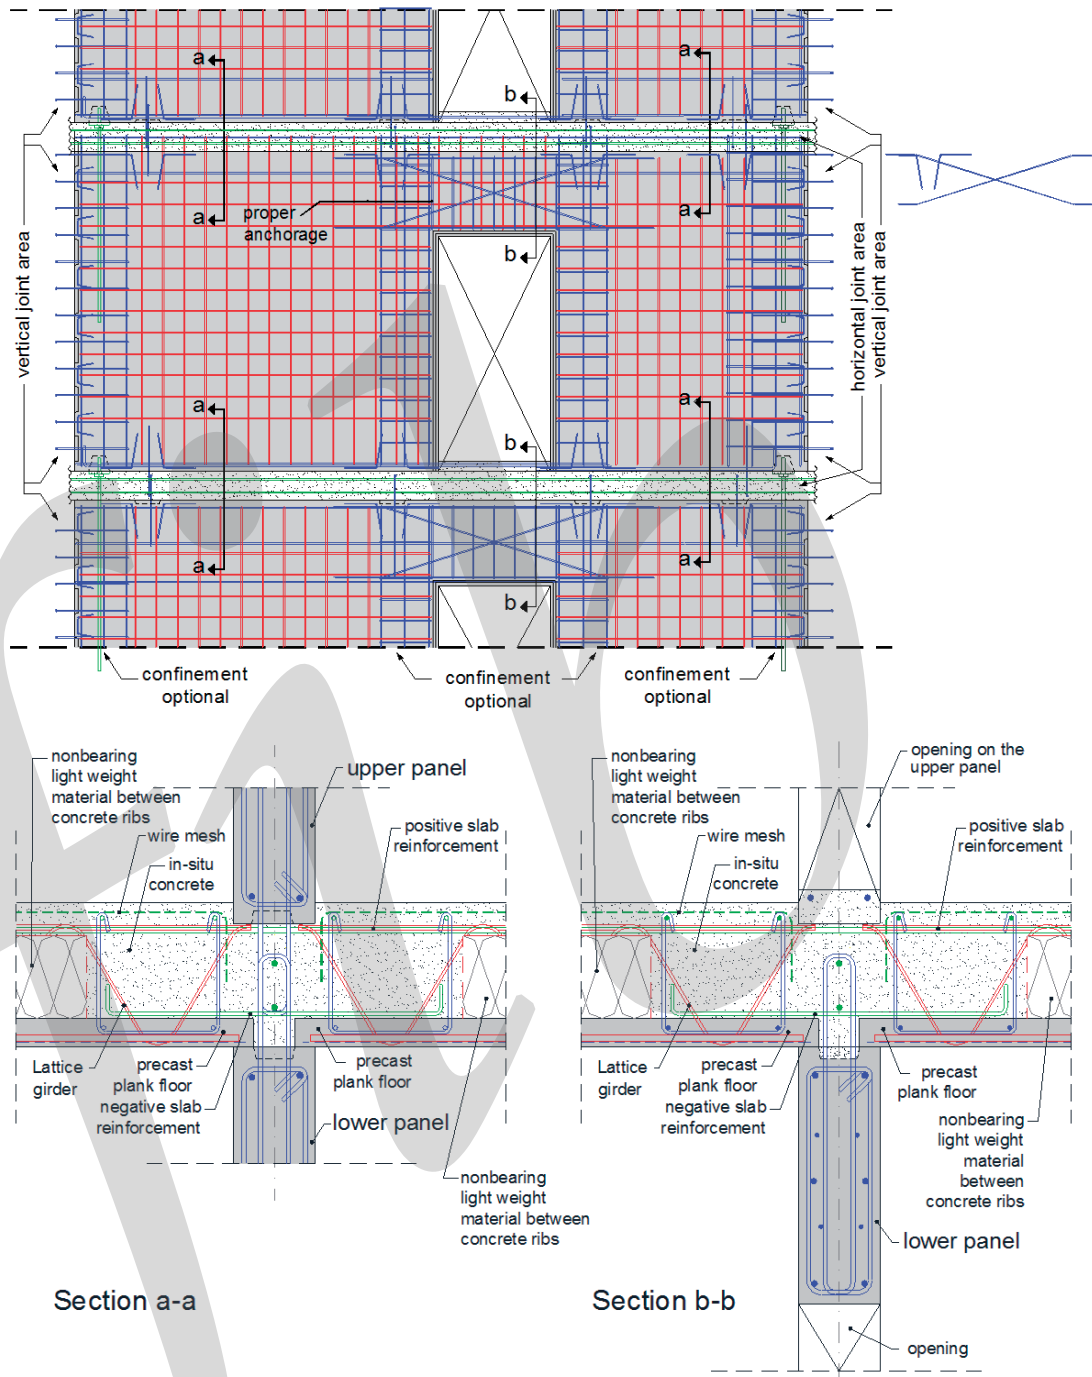 a
a
b
a
a
proper
anchorage
b
vertical joint area
horizontal joint area
vertical joint area
a
a
b
a
a
b
confinement
optional
confinement
optional
confinement
optional
nonbearing
light weight
material between
concrete ribs
upper panel
wire mesh
in-situ
concrete
positive slab
reinforcement
Lattice
girder
precast
plank floor
negative slab
reinforcement
precast
plank floor
lower panel
nonbearing
light weight
material between
concrete ribs
Section a-a
nonbearing
light weight
material between
concrete ribs
opening on the
upper panel
wire mesh
in-situ
concrete
positive slab
reinforcement
Lattice
girder
precast
plank floor
negative slab
reinforcement
precast
plank floor
nonbearing
light weight
material
between
concrete ribs
lower panel
Section b-b
opening